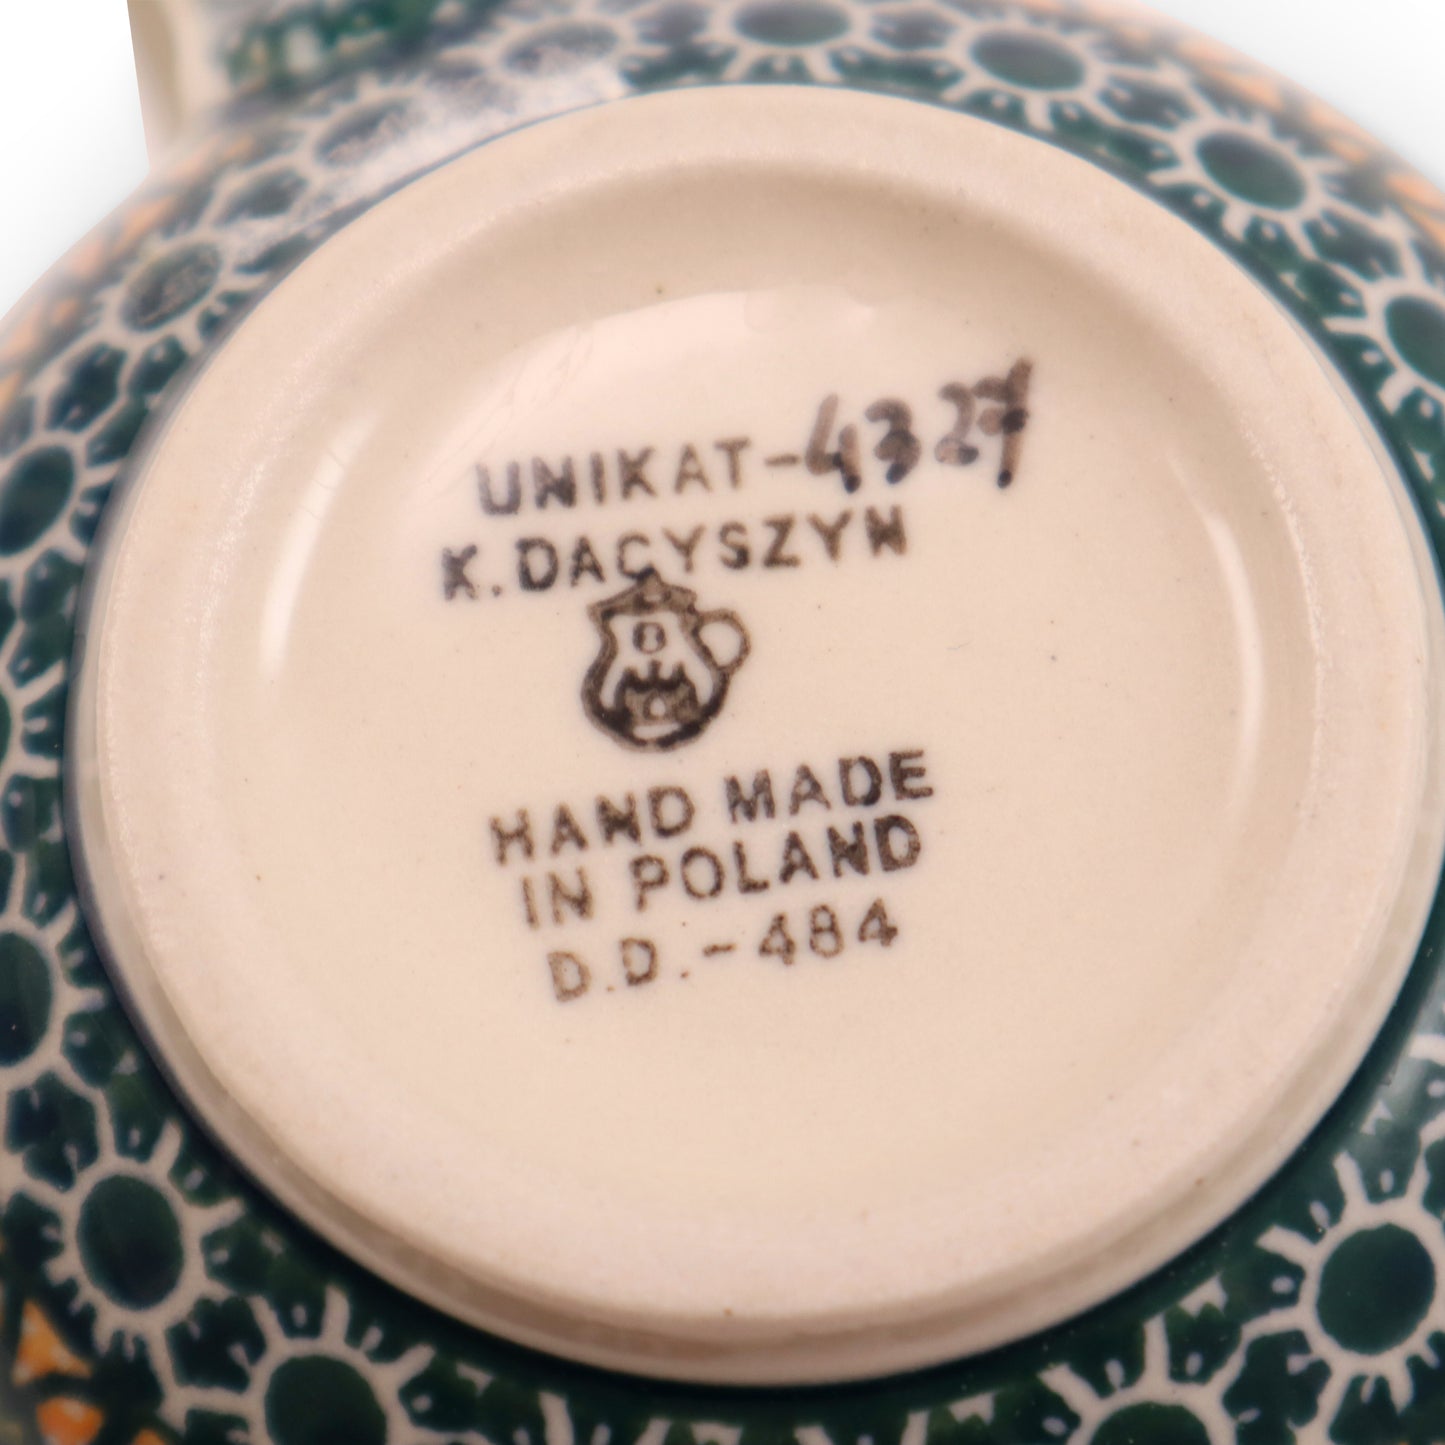 UNIKAT-4327
K.DACYSZYN
HAND MADE
IN POLAND
D.D.-484